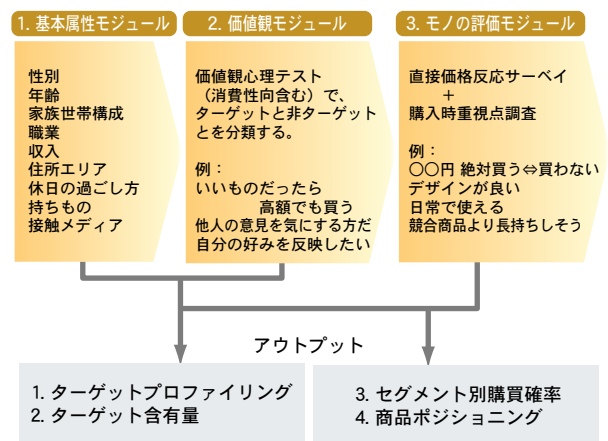 1. 基本属性モジュール
性別
年齢
家族世帯構成
職業
収入
住所エリア
休日の過ごし方
持ちもの
接触メディア
2. 価値観モジュール
価値観心理テスト
（消費性向含む）で、
ターゲットと非ターゲット
とを分類する。
例：
いいものだったら
高額でも買う
他人の意見を気にする方だ
自分の好みを反映したい
3. モノの評価モジュール
直接価格反応サーベイ
＋
購入時重視点調査
例：
〇〇円 絶対買う⇔買わない
デザインが良い
日常で使える
競合商品より長持ちしそう
アウトプット
1. ターゲットプロファイリング
2. ターゲット含有量
3. セグメント別購買確率
4. 商品ポジショニング